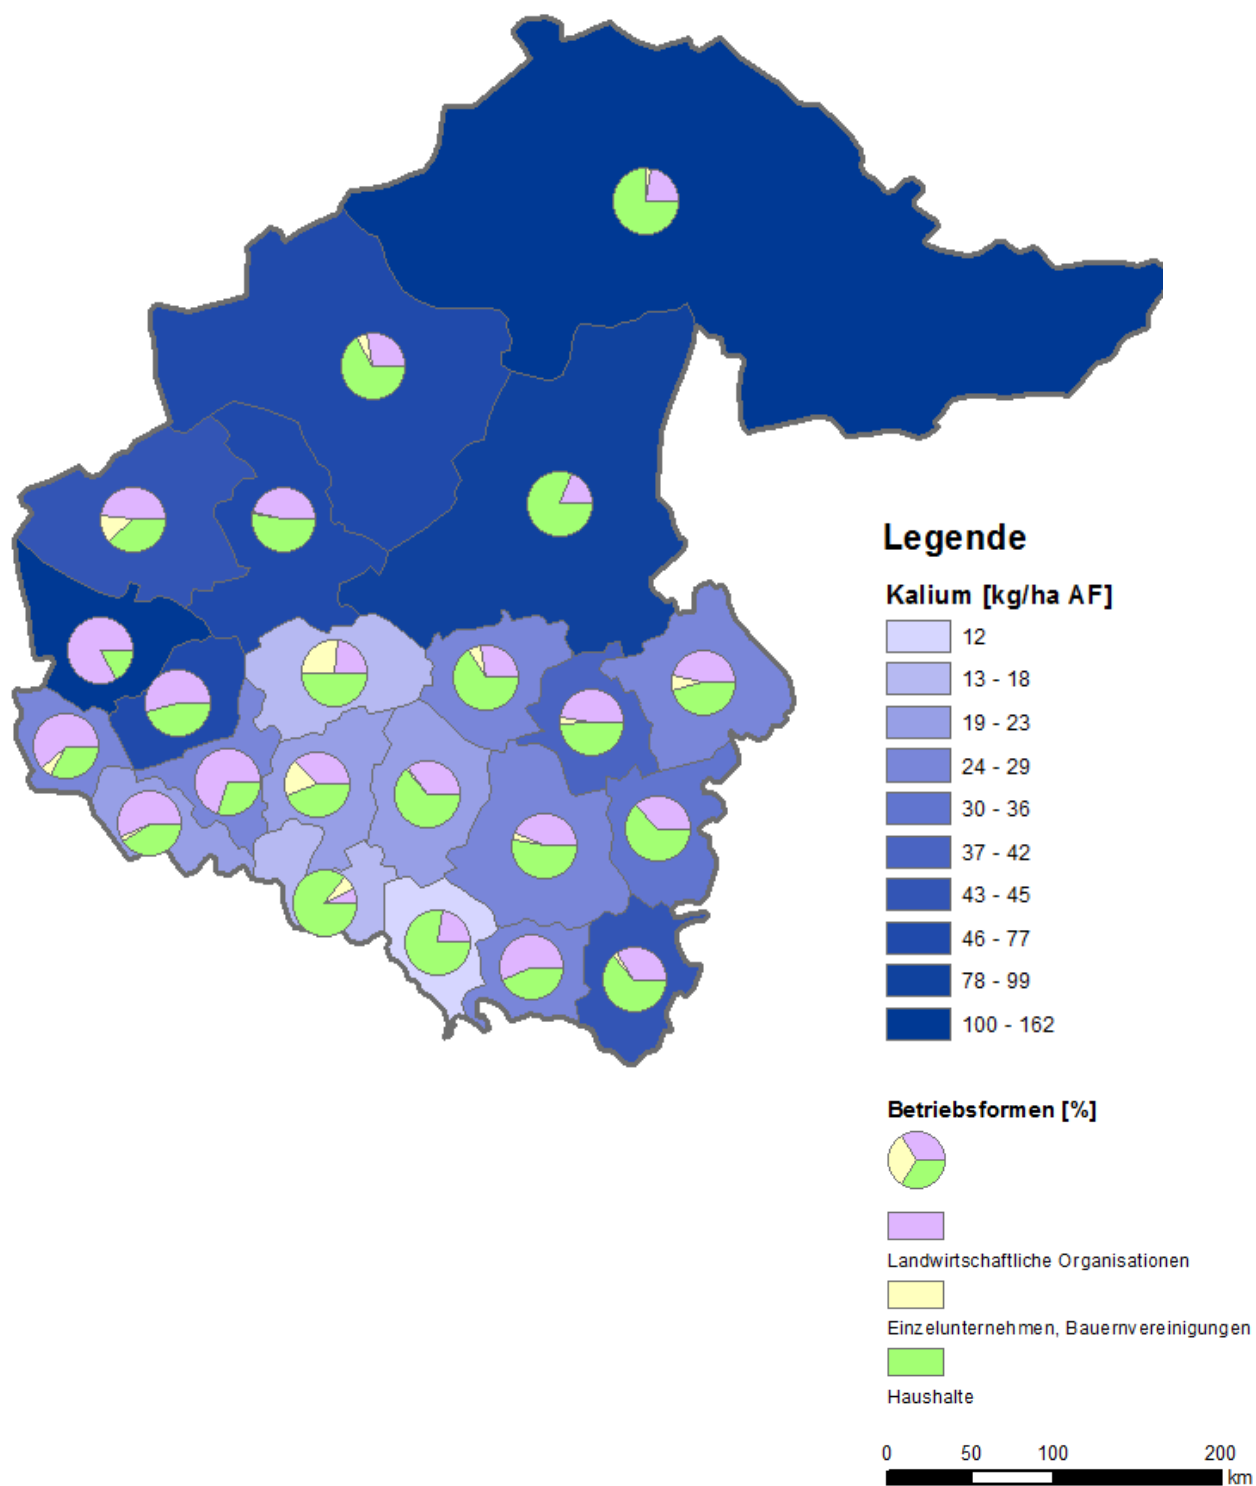 Legende
Kalium [kg/ha AF]
12
13 - 18
19 - 23
24 - 29
30 - 36
37 - 42
43 - 45
46 - 77
78 - 99
100 - 162
Betriebsformen [%]
Landwirtschaftliche Organisationen
Einzelunternehmen, Bauernvereinigungen
Haushalte
0 50 100 200
km